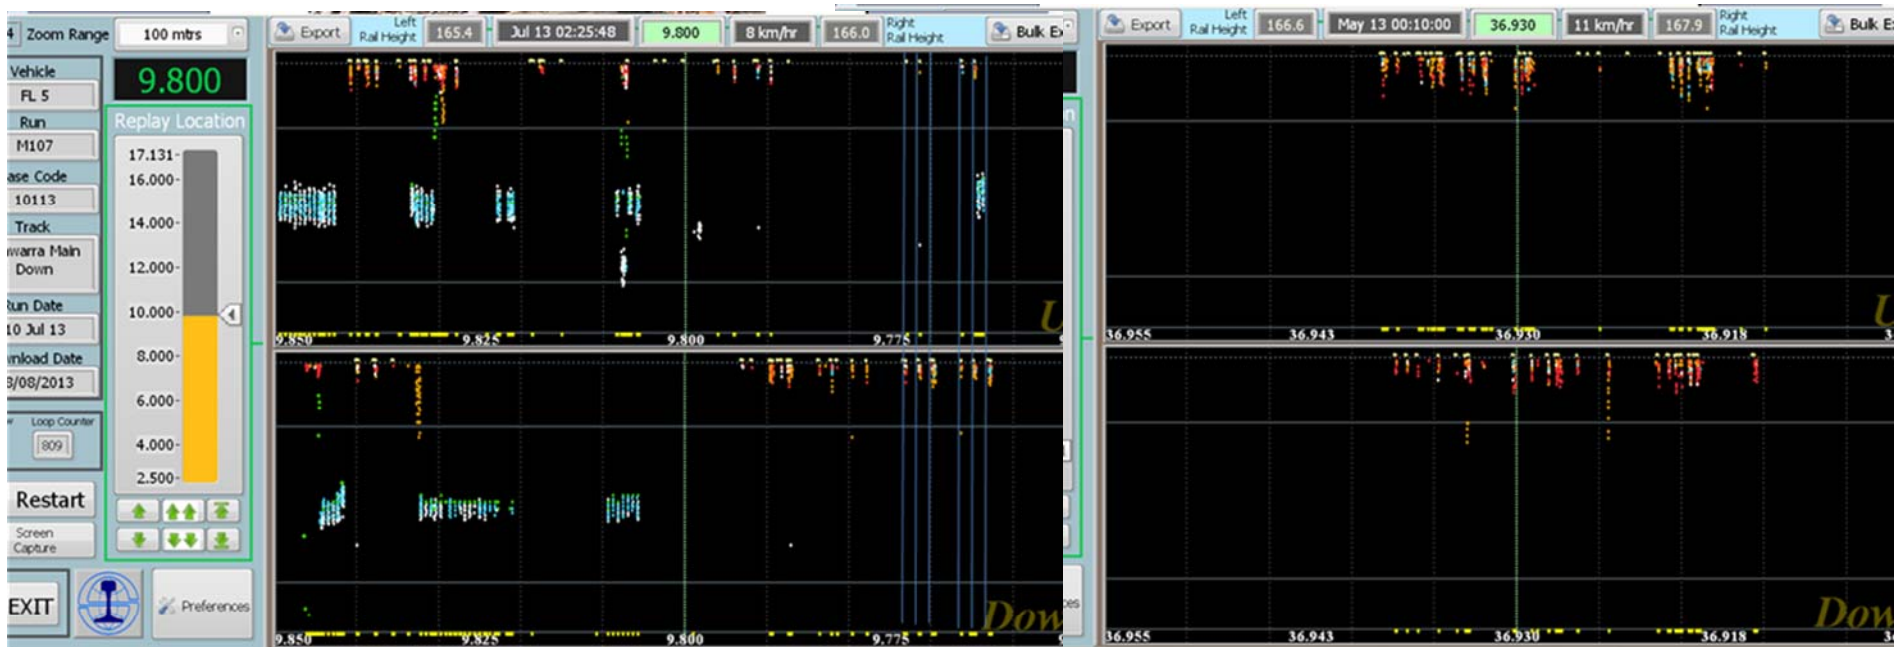 4 Zoom Range 100 mtrs
Vehicle
FL 5
Run
M107
ase Code
10113
Track
warra Main
Down
Run Date
10 Jul 13
wnload Date
8/08/2013
Loop Counter
809
Restart
Screen
Capture
EXIT
9.800
Replay Location
17.131-
16.000-
14.000-
12.000-
10.000-
8.000-
6.000-
4.000-
2.500-
Preferences
Export Left Rail Height 165.4 Jul 13 02:25:48 9.800 8 km/hr 166.0 Right Rail Height Bulk Ex
U
9.850 9.825 9.800 9.775
Dow
9.850 9.825 9.800 9.775
n
ces
Export Left Rail Height 166.6 May 13 00:10:00 36.930 11 km/hr 167.9 Right Rail Height Bulk E
U
36.955 36.943 36.930 36.918 3
Dow
36.955 36.943 36.930 36.918 3